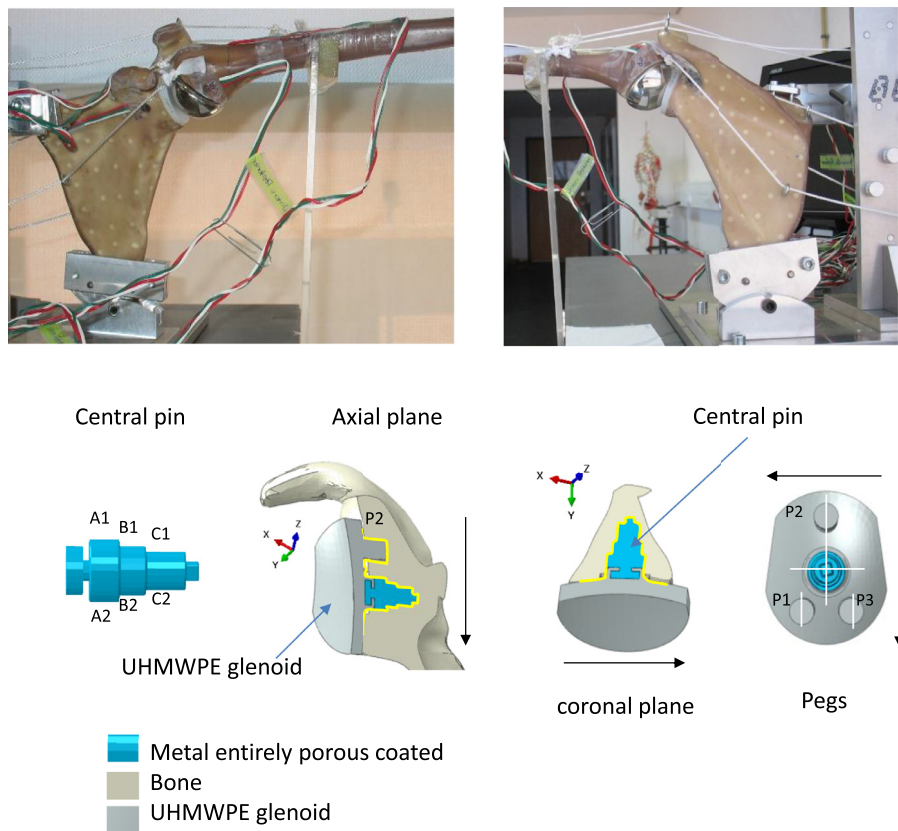 Central pin
Axial plane
Central pin
A1
B1
C1
A2
B2
C2
P2
X
Z
Y
X
Z
Y
P2
P1
P3
UHMWPE glenoid
coronal plane
Pegs
Metal entirely porous coated
Bone
UHMWPE glenoid